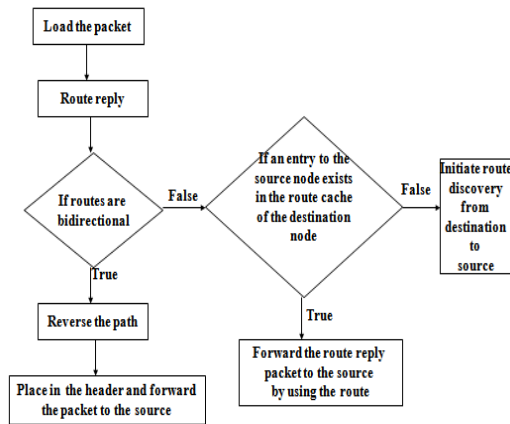 Load the packet
Route reply
If routes are
bidirectional
False
True
Reverse the path
Place in the header and forward
the packet to the source
If an entry to the
source node exists
in the route cache
of the destination
node
False
True
Forward the route reply
packet to the source
by using the route
Initiate route
discovery
from
destination
to
source